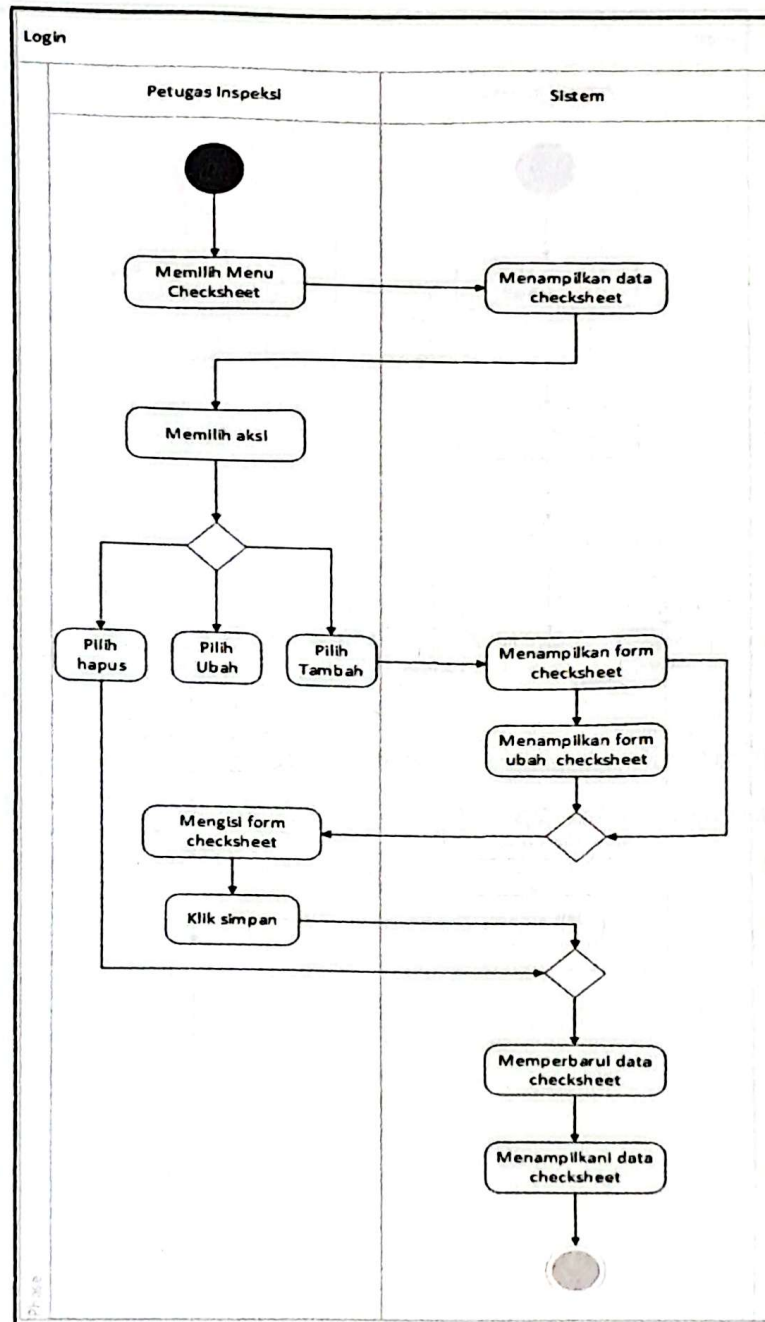 Login
Petugas Inspeksi
Sistem
Memilih Menu
Checksheet
Menampilkan data
checksheet
Memilih aksi
Pilih
hapus
Pilih
Ubah
Pilih
Tambah
Menampilkan form
checksheet
Menampilkan form
ubah checksheet
Mengisi form
checksheet
Klik simpan
Memperbarui data
checksheet
Menampilkani data
checksheet
Phase